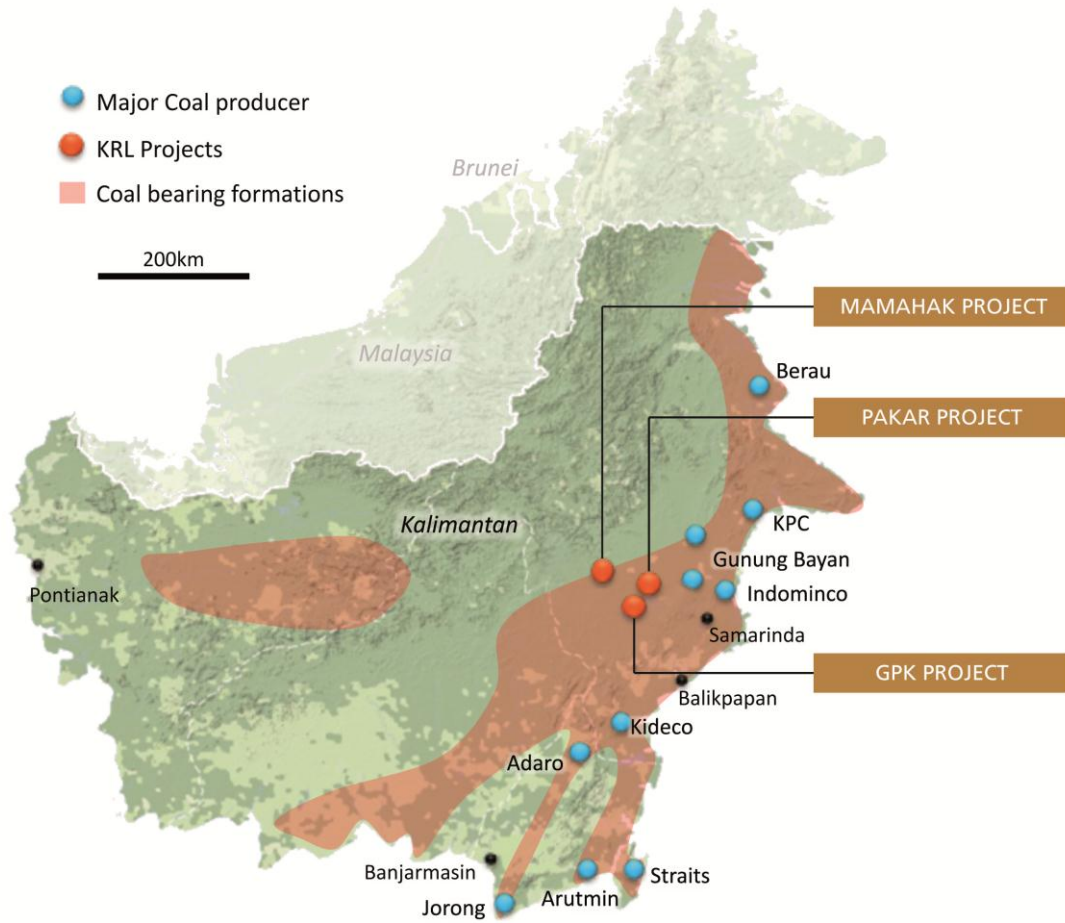 Major Coal producer
KRL Projects
Coal bearing formations
200km
Brunei
Malaysia
Kalimantan
MAMAHAK PROJECT
Berau
PAKAR PROJECT
KPC
Gunung Bayan
Indominco
Samarinda
Pontianak
GPK PROJECT
Balikpapan
Kideco
Adaro
Banjarmasin
Arutmin
Straits
Jorong